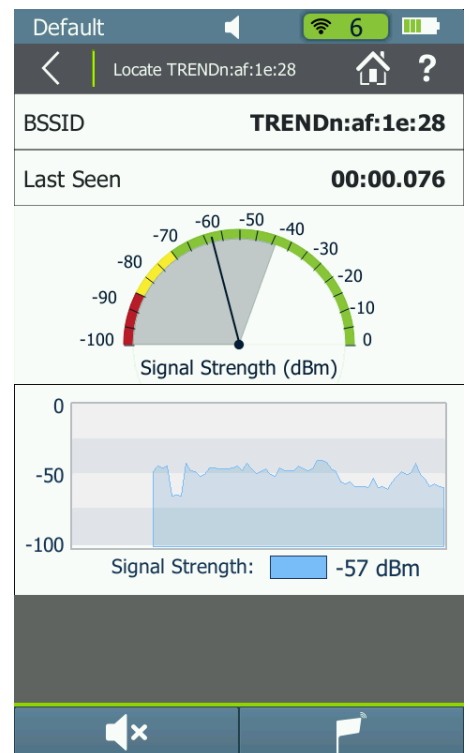 Default 6
Locate TRENDn:af:1e:28 ?
BSSID TRENDn:af:1e:28
Last Seen 00:00.076
-100 -90 -80 -70 -60 -50 -40 -30 -20 -10 0
Signal Strength (dBm)
0
-50
-100
Signal Strength: -57 dBm